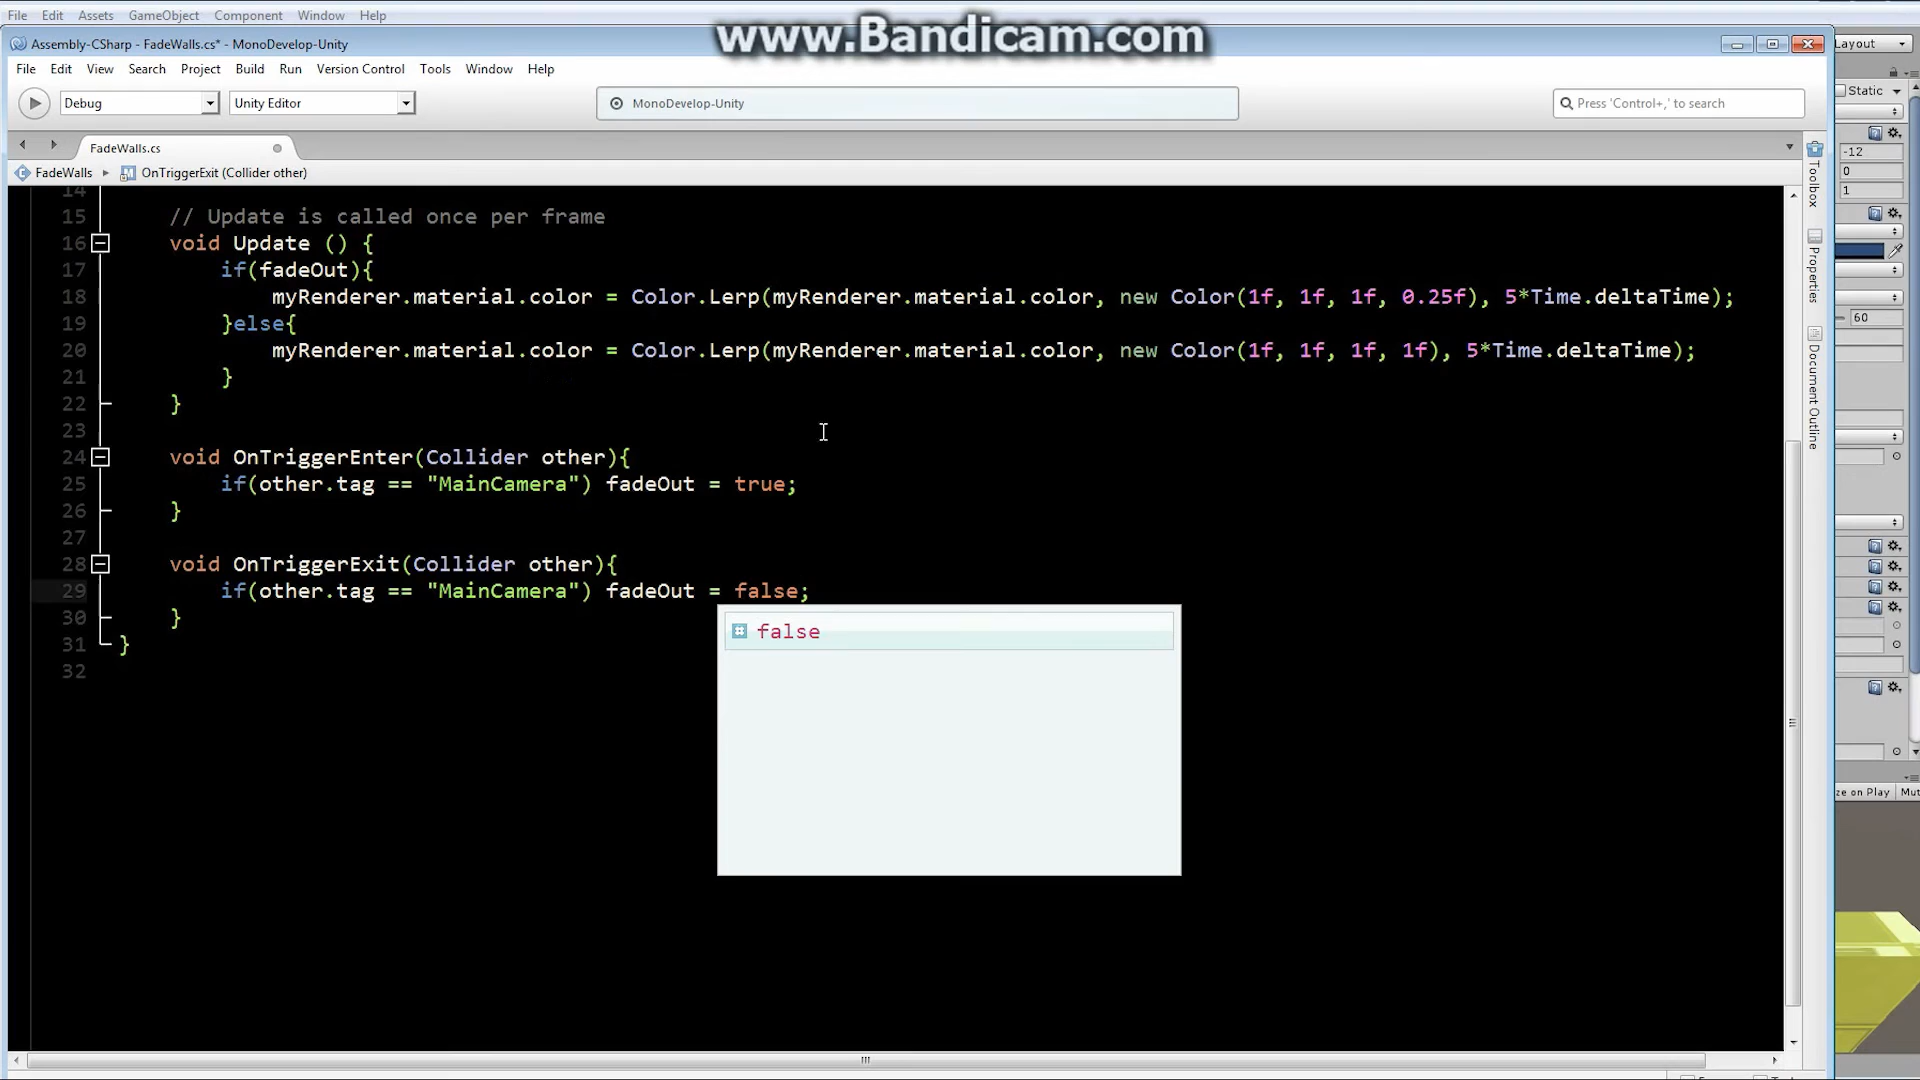 File Edit Assets GameObject Component Window Help
www.Bandicam.com
Assembly-CSharp - FadeWalls.cs* - MonoDevelop-Unity
Layout
File Edit View Search Project Build Run Version Control Tools Window Help
Static
Debug Unity Editor MonoDevelop-Unity Press 'Control+,' to search
FadeWalls.cs
FadeWalls OnTriggerExit (Collider other)
-12
0
1
60
Toolbox
Properties
Document Outline
14
15 // Update is called once per frame
16 void Update () {
17 if(fadeOut){
18 myRenderer.material.color = Color.Lerp(myRenderer.material.color, new Color(1f, 1f, 1f, 0.25f), 5*Time.deltaTime);
19 }else{
20 myRenderer.material.color = Color.Lerp(myRenderer.material.color, new Color(1f, 1f, 1f, 1f), 5*Time.deltaTime);
21 }
22 }
23
24 void OnTriggerEnter(Collider other){
25 if(other.tag == "MainCamera") fadeOut = true;
26 }
27
28 void OnTriggerExit(Collider other){
29 if(other.tag == "MainCamera") fadeOut = false;
30 }
31 }
32
false
ze on Play Mut